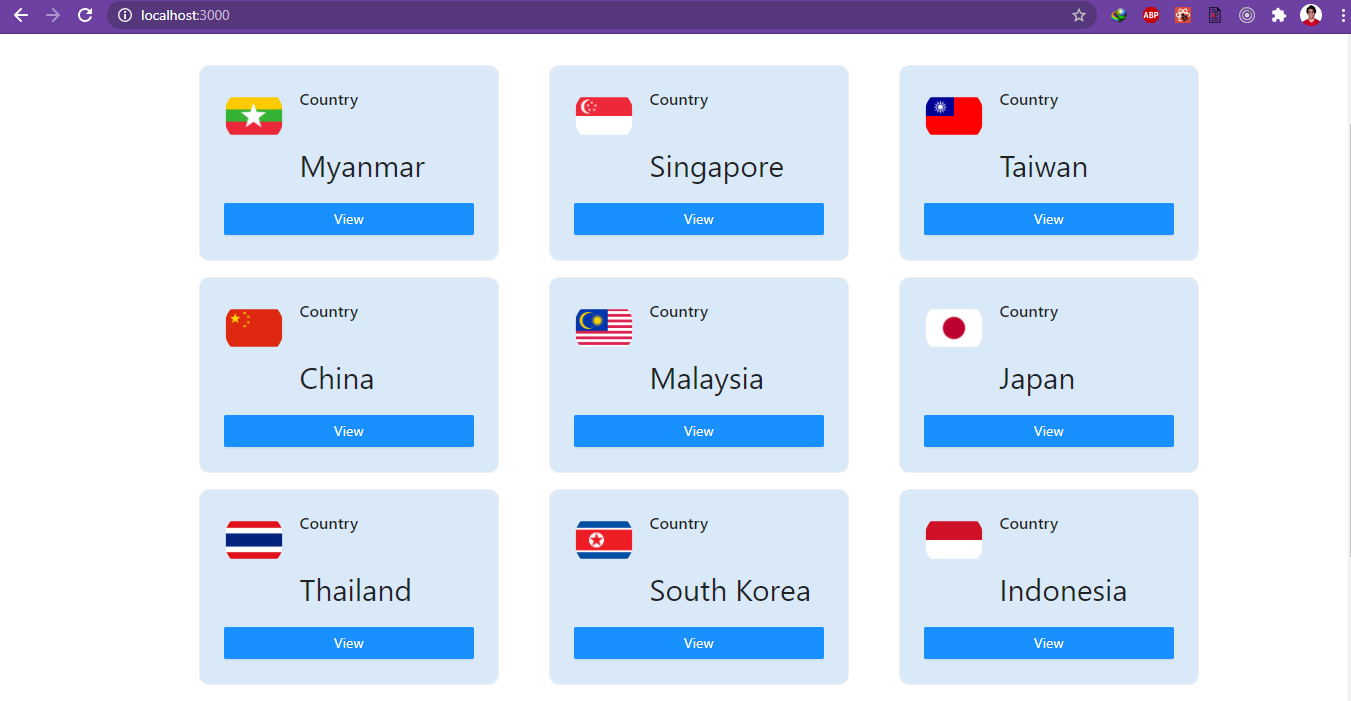 localhost:3000
ABP
Country
Myanmar
View
Country
Singapore
View
Country
Taiwan
View
Country
China
View
Country
Malaysia
View
Country
Japan
View
Country
Thailand
View
Country
South Korea
View
Country
Indonesia
View